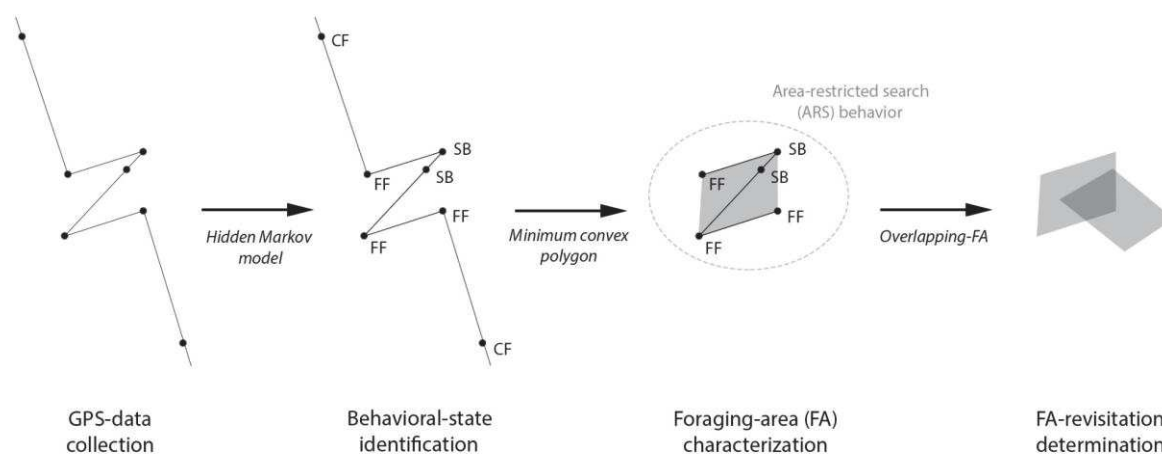 CF
SB
SB
FF
FF
FF
CF
Hidden Markov
model
Area-restricted search
(ARS) behavior
SB
SB
FF
FF
FF
Minimum convex
polygon
Overlapping-FA
GPS-data
collection
Behavioral-state
identification
Foraging-area (FA)
characterization
FA-revisitation
determination